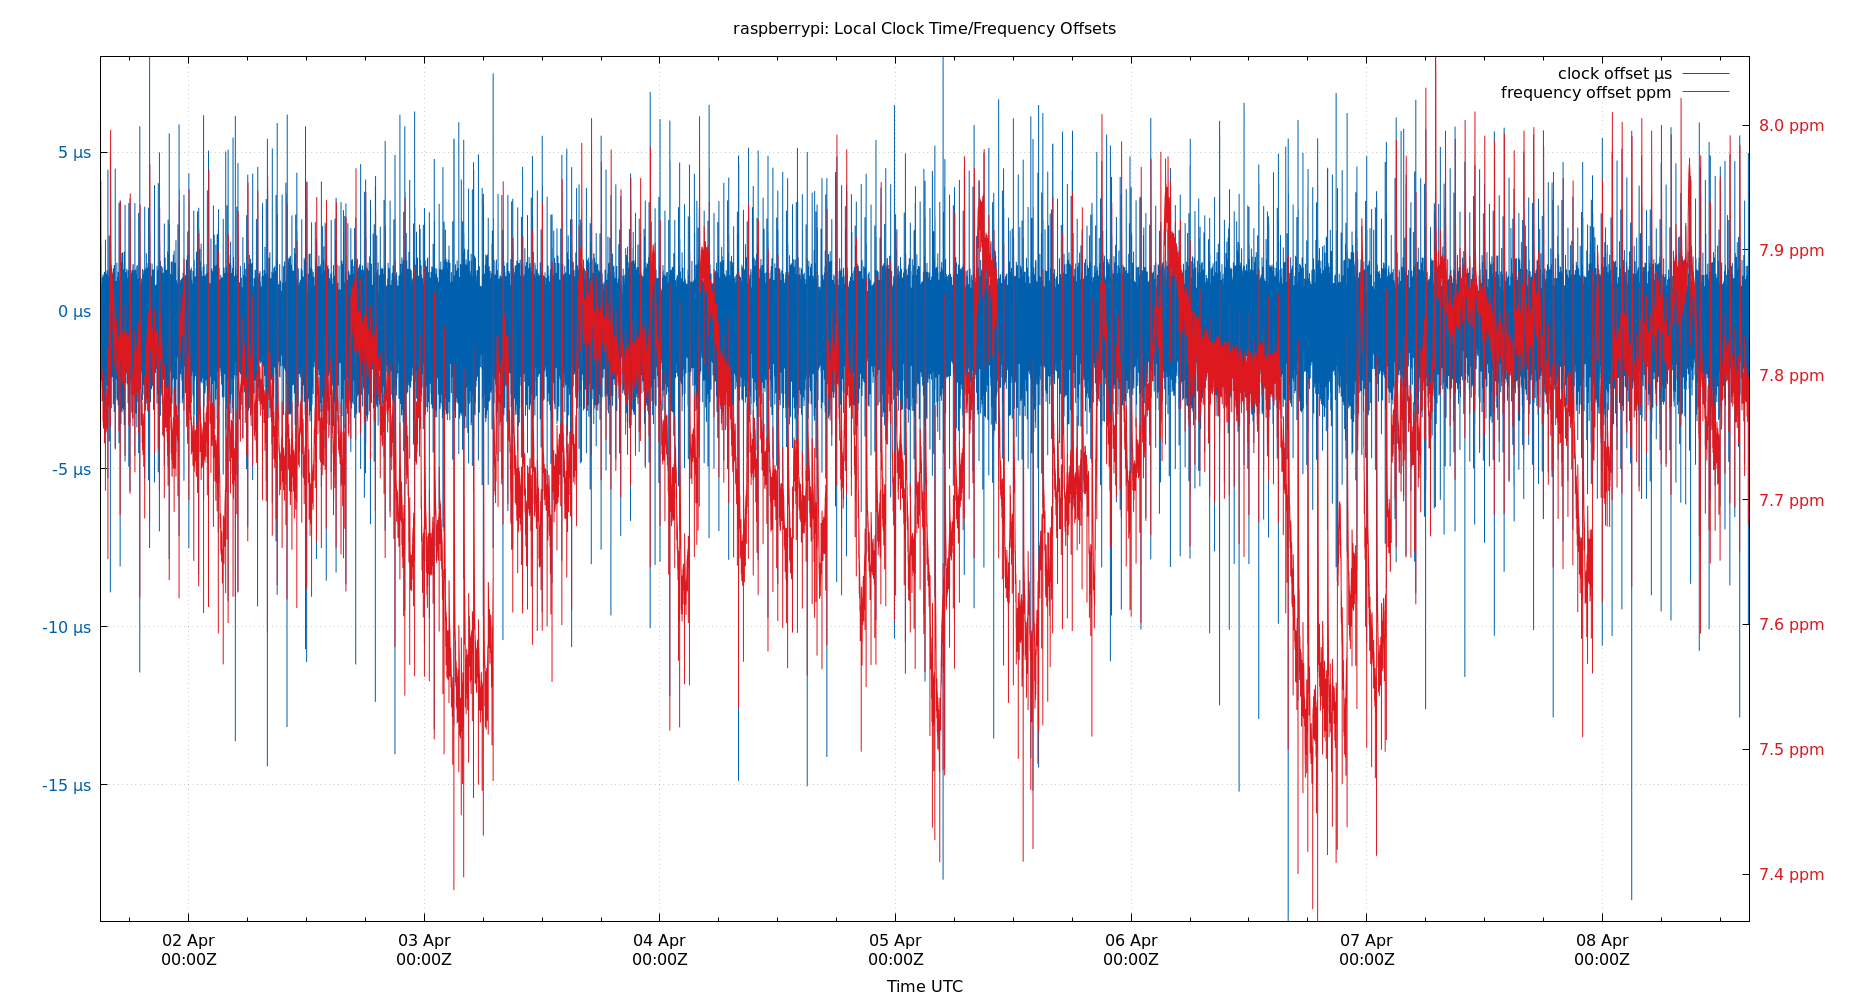 raspberrypi: Local Clock Time/Frequency Offsets
clock offset µs
frequency offset ppm
5 µs
0 µs
-5 µs
-10 µs
-15 µs
8.0 ppm
7.9 ppm
7.8 ppm
7.7 ppm
7.6 ppm
7.5 ppm
7.4 ppm
02 Apr
00:00Z
03 Apr
00:00Z
04 Apr
00:00Z
05 Apr
00:00Z
06 Apr
00:00Z
07 Apr
00:00Z
08 Apr
00:00Z
Time UTC